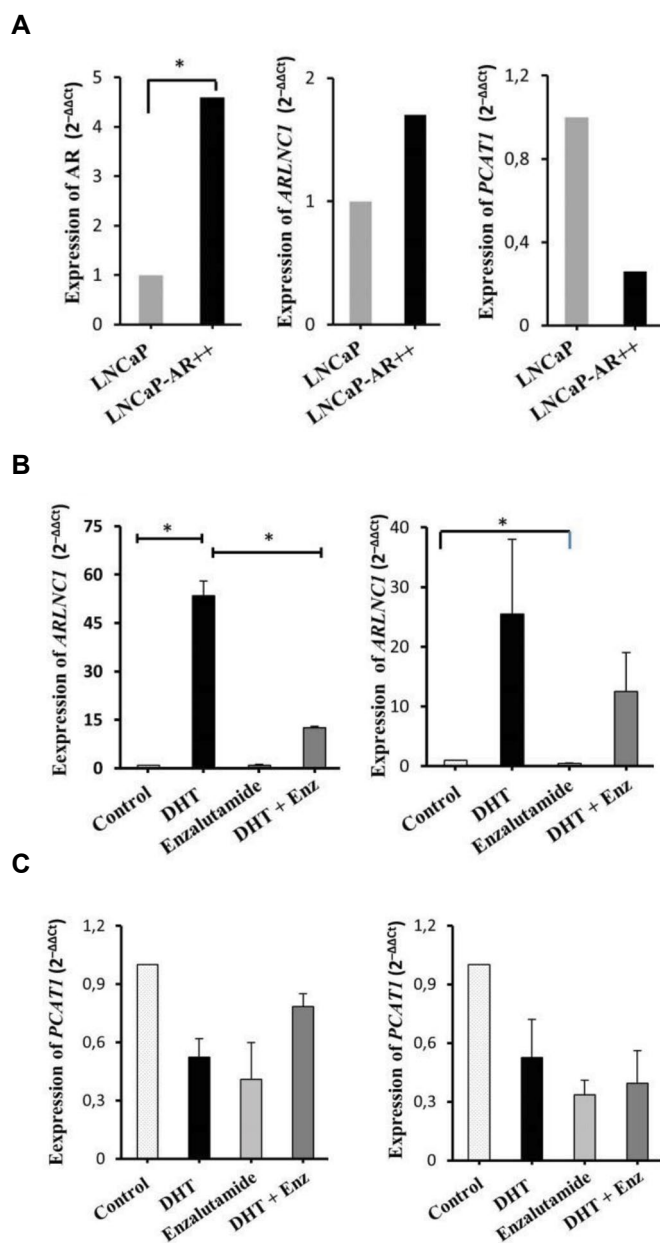 A
Expression of AR (2⁻ΔΔCt)
5
4
3
2
1
0
*
LNCaP
LNCaP-AR++
Expression of ARLNC1 (2⁻ΔΔCt)
2
1
0
LNCaP
LNCaP-AR++
Expression of PCAT1 (2⁻ΔΔCt)
1,2
0,8
0,4
0
LNCaP
LNCaP-AR++
B
Eexpression of ARLNC1 (2⁻ΔΔCt)
75
60
45
30
15
0
*
*
Control
DHT
Enzalutamide
DHT + Enz
Expression of ARLNC1 (2⁻ΔΔCt)
40
30
20
10
0
*
Control
DHT
Enzalutamide
DHT + Enz
C
Eexpression of PCAT1 (2⁻ΔΔCt)
1,2
0,9
0,6
0,3
0
Control
DHT
Enzalutamide
DHT + Enz
Expression of PCAT1 (2⁻ΔΔCt)
1,2
0,9
0,6
0,3
0
Control
DHT
Enzalutamide
DHT + Enz